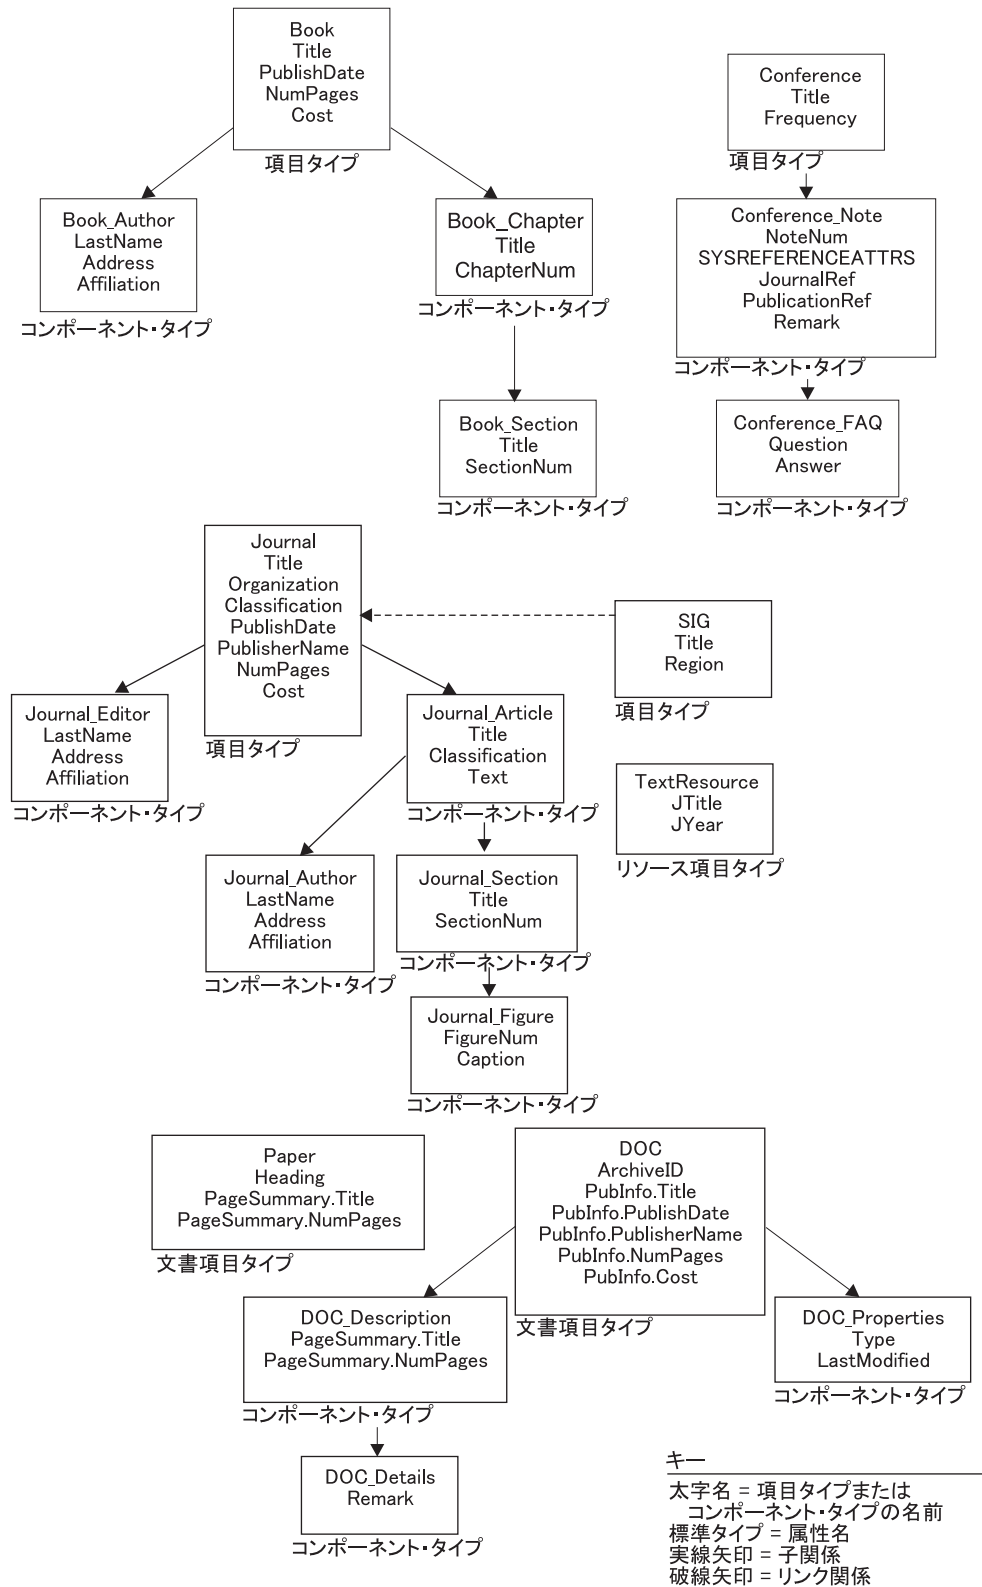 Book
Title
PublishDate
NumPages
Cost
項目タイプ
Conference
Title
Frequency
項目タイプ
Book_Author
LastName
Address
Affiliation
コンポーネント・タイプ
Book_Chapter
Title
ChapterNum
コンポーネント・タイプ
Conference_Note
NoteNum
SYSREFERENCEATTRS
JournalRef
PublicationRef
Remark
コンポーネント・タイプ
Book_Section
Title
SectionNum
コンポーネント・タイプ
Conference_FAQ
Question
Answer
コンポーネント・タイプ
Journal
Title
Organization
Classification
PublishDate
PublisherName
NumPages
Cost
項目タイプ
SIG
Title
Region
項目タイプ
Journal_Editor
LastName
Address
Affiliation
コンポーネント・タイプ
Journal_Article
Title
Classification
Text
コンポーネント・タイプ
TextResource
JTitle
JYear
リソース項目タイプ
Journal_Author
LastName
Address
Affiliation
コンポーネント・タイプ
Journal_Section
Title
SectionNum
コンポーネント・タイプ
Journal_Figure
FigureNum
Caption
コンポーネント・タイプ
Paper
Heading
PageSummary.Title
PageSummary.NumPages
文書項目タイプ
DOC
ArchiveID
PubInfo.Title
PubInfo.PublishDate
PubInfo.PublisherName
PubInfo.NumPages
PubInfo.Cost
文書項目タイプ
DOC_Description
PageSummary.Title
PageSummary.NumPages
コンポーネント・タイプ
DOC_Properties
Type
LastModified
コンポーネント・タイプ
DOC_Details
Remark
コンポーネント・タイプ
キー
太字名 = 項目タイプまたは
コンポーネント・タイプの名前
標準タイプ = 属性名
実線矢印 = 子関係
破線矢印 = リンク関係